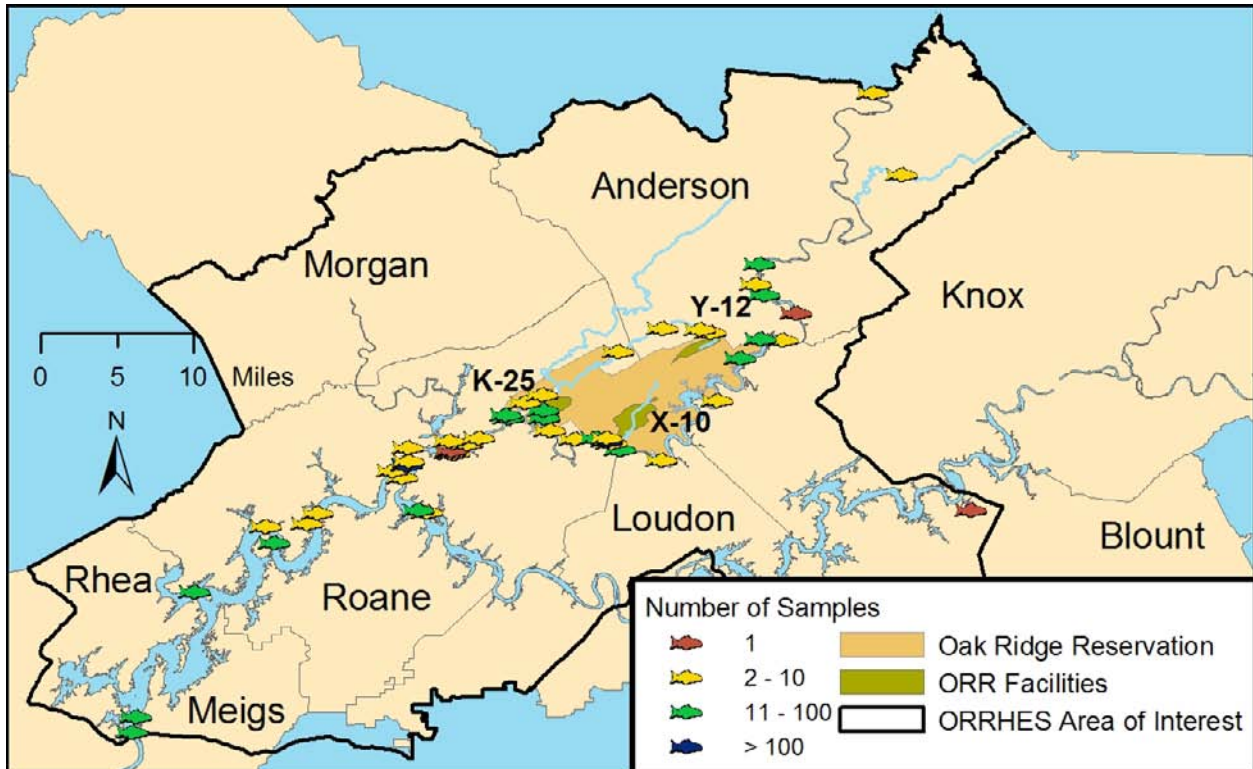 Anderson
Morgan
Knox
Y-12
0 5 10 Miles
K-25
N
X-10
Loudon
Blount
Rhea
Roane
Meigs
Number of Samples
1
2 - 10
11 - 100
> 100
Oak Ridge Reservation
ORR Facilities
ORRHES Area of Interest